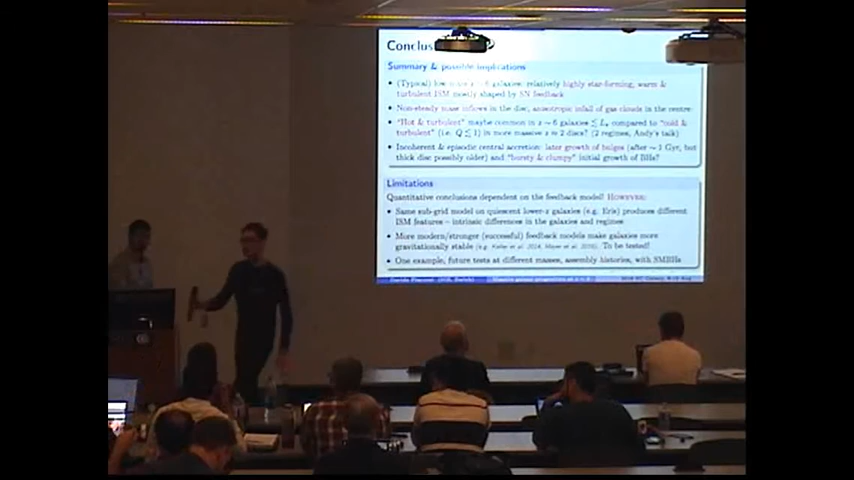 Conclus
Summary & possible implications
(Typical) low mass z ~ 6 galaxies: relatively highly star-forming, warm &
turbulent ISM mostly shaped by SN feedback
Non-steady mass inflows in the disc, anisotropic infall of gas clouds in the centre
"Hot & turbulent" maybe common in z ~ 6 galaxies ≲ L* compared to "cold &
turbulent" (i.e. Q ≲ 1) in more massive z ≈ 2 discs? (2 regimes, Andy's talk)
Incoherent & episodic central accretion: later growth of bulges (after ~ 1 Gyr, but
thick disc possibly older) and "bursty & clumpy" initial growth of BHs?
Limitations
Quantitative conclusions dependent on the feedback model! However:
Same sub-grid model on quiescent lower-z galaxies (e.g. Eris) produces different
ISM features – intrinsic differences in the galaxies and regimes
More modern/stronger (successful) feedback models make galaxies more
gravitationally stable (e.g. Keller et al. 2014, Mayer et al. 2016). To be tested!
One example, future tests at different masses, assembly histories, with SMBHs